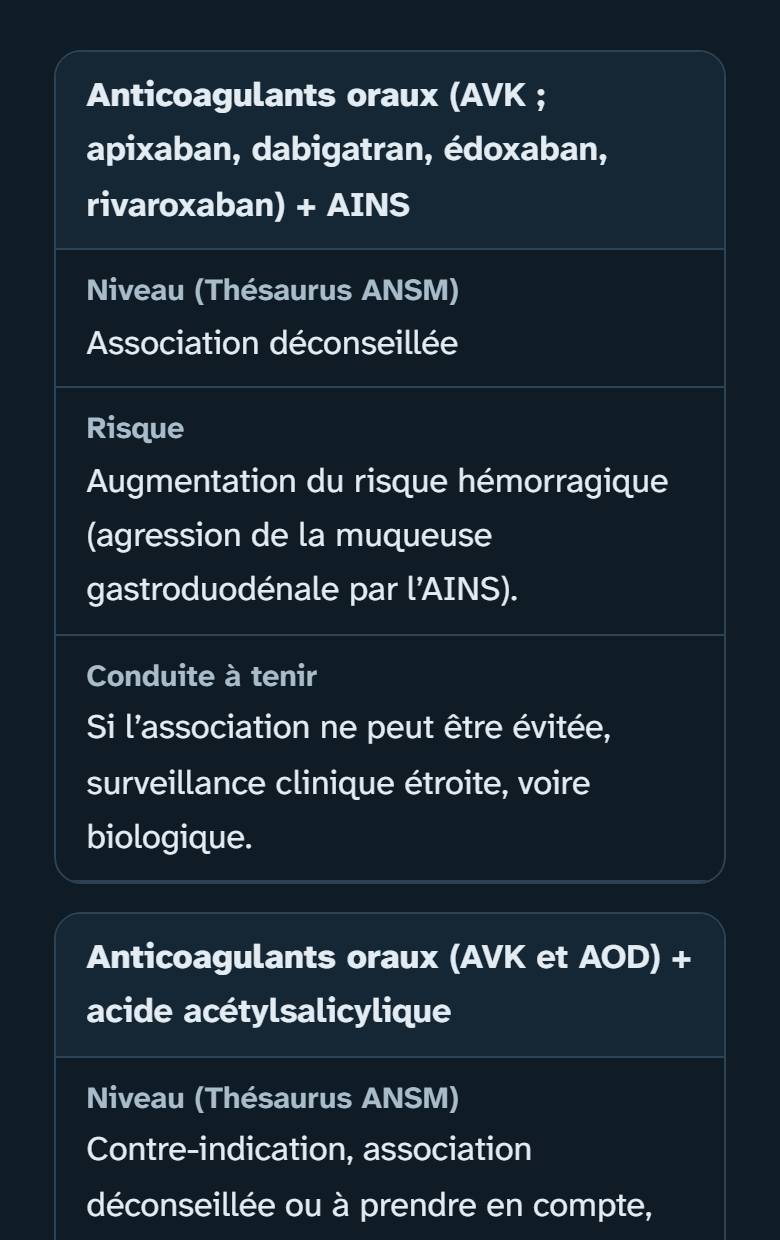 Anticoagulants oraux (AVK ;
apixaban, dabigatran, édoxaban,
rivaroxaban) + AINS
Niveau (Thésaurus ANSM)
Association déconseillée
Risque
Augmentation du risque hémorragique
(agression de la muqueuse
gastroduodénale par l’AINS).
Conduite à tenir
Si l’association ne peut être évitée,
surveillance clinique étroite, voire
biologique.
Anticoagulants oraux (AVK et AOD) +
acide acétylsalicylique
Niveau (Thésaurus ANSM)
Contre-indication, association
déconseillée ou à prendre en compte,